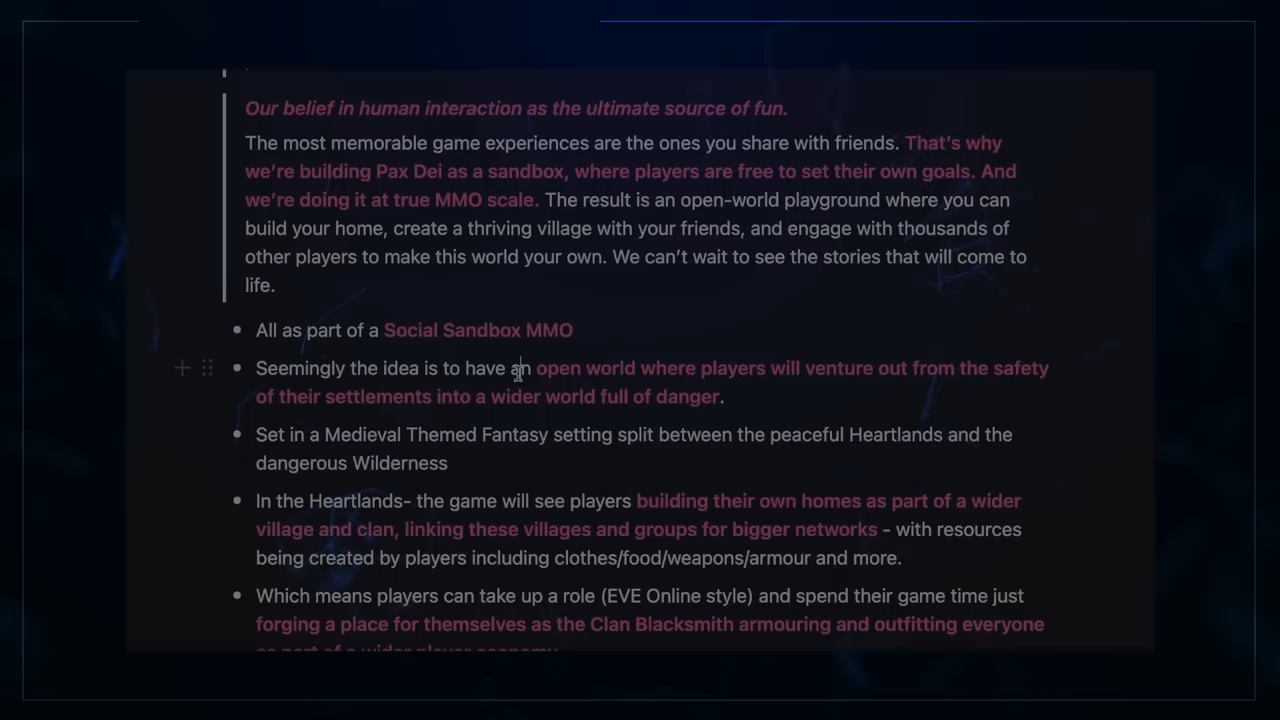 Our belief in human interaction as the ultimate source of fun.
The most memorable game experiences are the ones you share with friends. That's why
we're building Pax Dei as a sandbox, where players are free to set their own goals. And
we're doing it at true MMO scale. The result is an open-world playground where you can
build your home, create a thriving village with your friends, and engage with thousands of
other players to make this world your own. We can't wait to see the stories that will come to
life.
• All as part of a Social Sandbox MMO
• Seemingly the idea is to have an open world where players will venture out from the safety
of their settlements into a wider world full of danger.
• Set in a Medieval Themed Fantasy setting split between the peaceful Heartlands and the
dangerous Wilderness
• In the Heartlands- the game will see players building their own homes as part of a wider
village and clan, linking these villages and groups for bigger networks - with resources
being created by players including clothes/food/weapons/armour and more.
• Which means players can take up a role (EVE Online style) and spend their game time just
forging a place for themselves as the Clan Blacksmith armouring and outfitting everyone
as part of a wider player economy